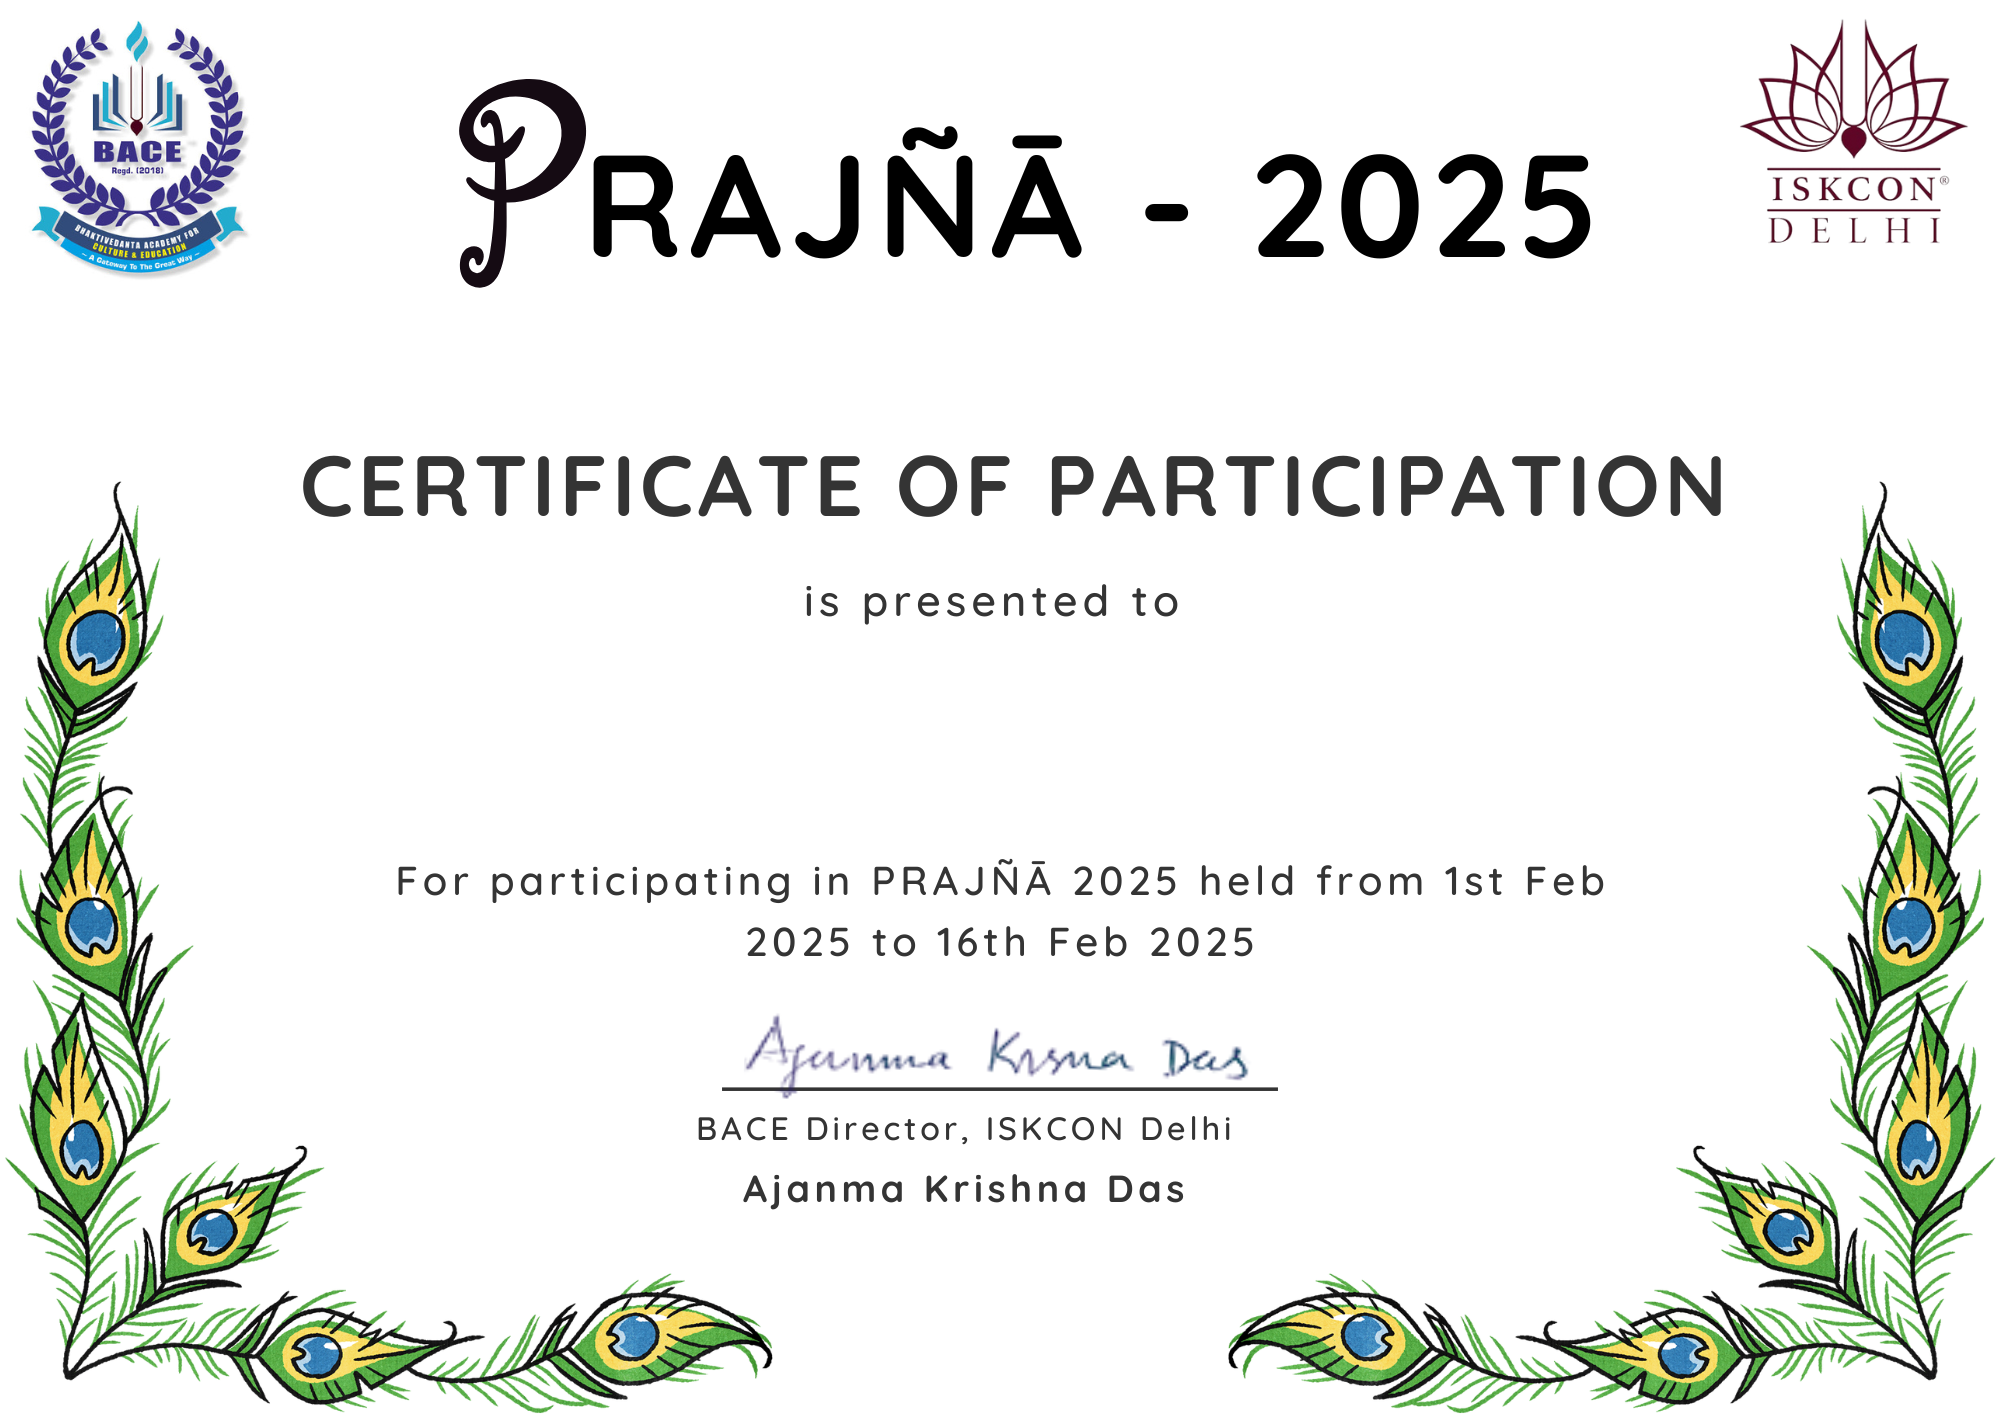 BACE
Regd. (2018)
BHAKTIVEDANTA ACADEMY FOR
CULTURE & EDUCATION
~ A Gateway To The Great Way ~
PRAJÑĀ - 2025
ISKCON®
DELHI
CERTIFICATE OF PARTICIPATION
is presented to
For participating in PRAJÑĀ 2025 held from 1st Feb
2025 to 16th Feb 2025
Ajanma Krsna Das
BACE Director, ISKCON Delhi
Ajanma Krishna Das